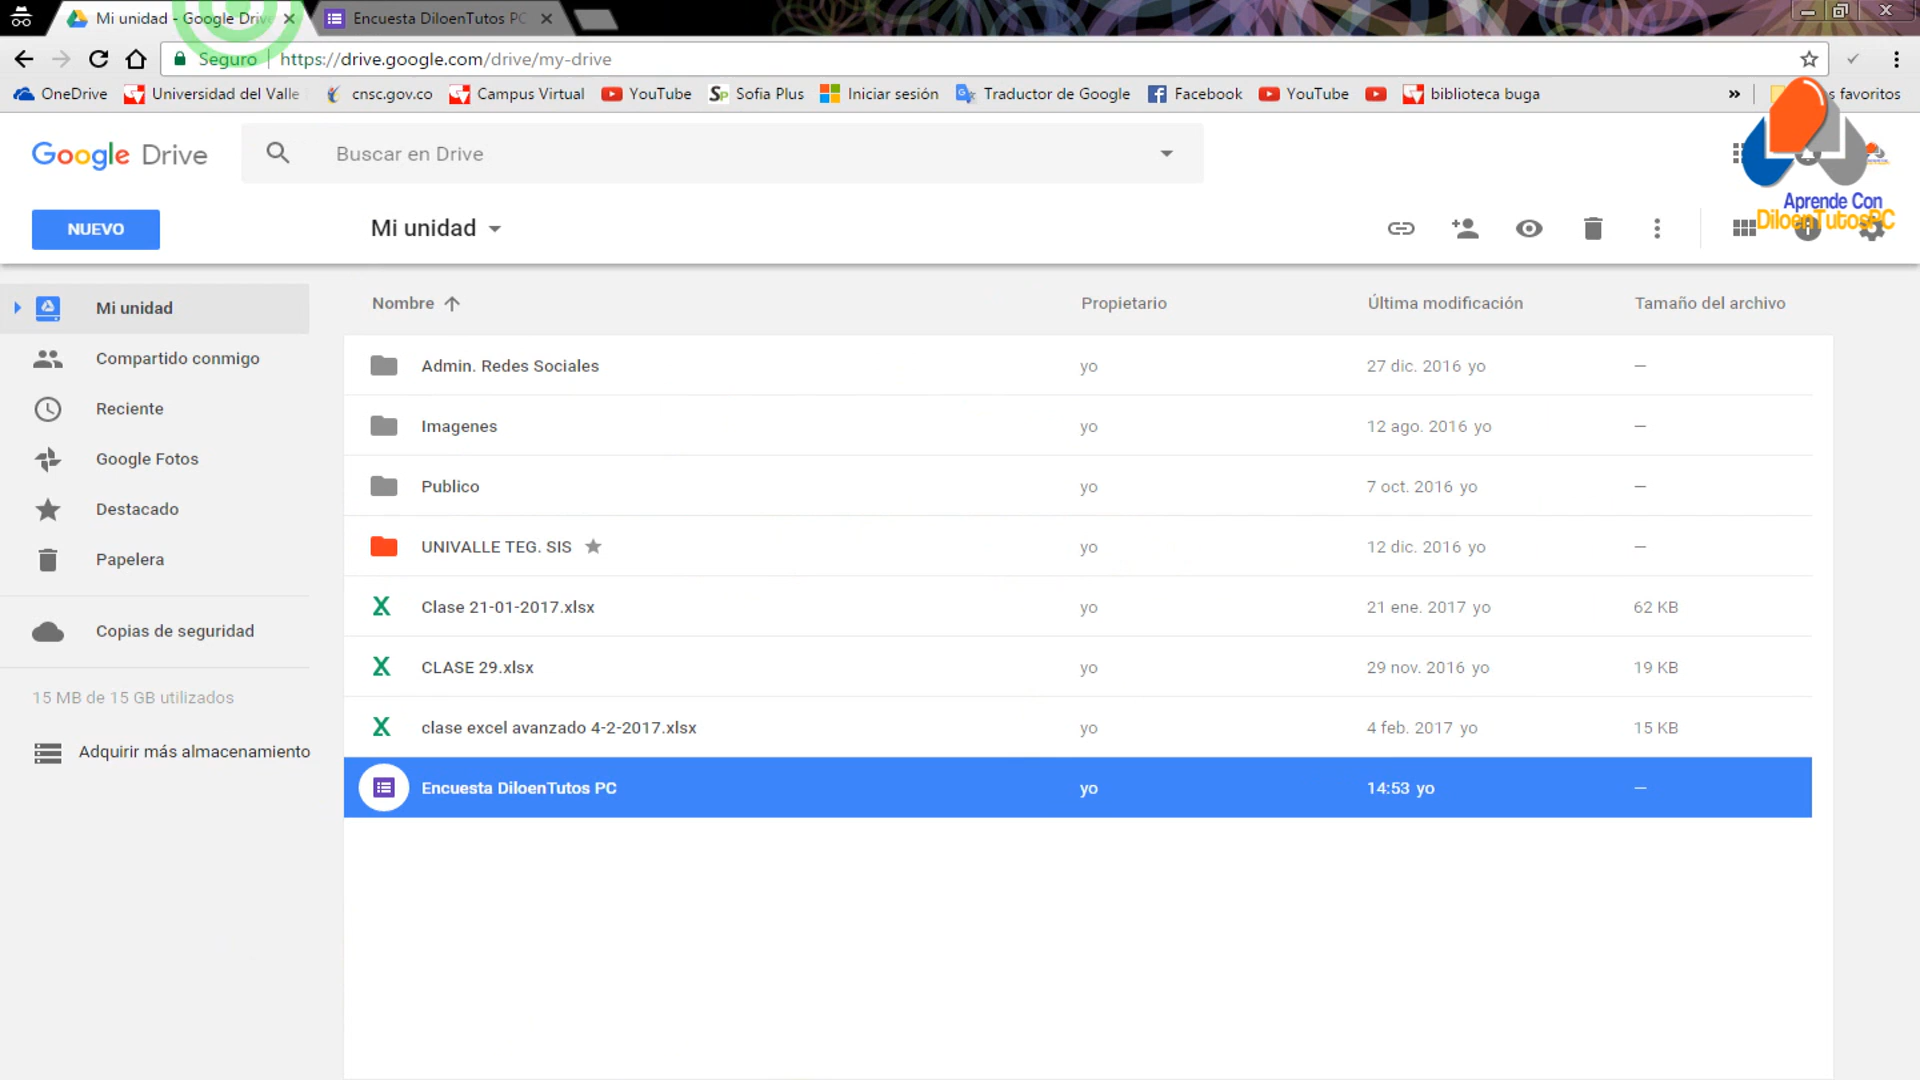 Mi unidad - Google Drive
Encuesta DiloenTutos PC
Seguro | https://drive.google.com/drive/my-drive
OneDrive
Universidad del Valle
cnsc.gov.co
Campus Virtual
YouTube
Sofia Plus
Iniciar sesión
Traductor de Google
Facebook
YouTube
biblioteca buga
»
s favoritos
Google Drive
Buscar en Drive
Aprende Con
DiloenTutosPC
NUEVO
Mi unidad
Mi unidad
Compartido conmigo
Reciente
Google Fotos
Destacado
Papelera
Copias de seguridad
15 MB de 15 GB utilizados
Adquirir más almacenamiento
Nombre Propietario Última modificación Tamaño del archivo
Admin. Redes Sociales yo 27 dic. 2016 yo —
Imagenes yo 12 ago. 2016 yo —
Publico yo 7 oct. 2016 yo —
UNIVALLE TEG. SIS yo 12 dic. 2016 yo —
Clase 21-01-2017.xlsx yo 21 ene. 2017 yo 62 KB
CLASE 29.xlsx yo 29 nov. 2016 yo 19 KB
clase excel avanzado 4-2-2017.xlsx yo 4 feb. 2017 yo 15 KB
Encuesta DiloenTutos PC yo 14:53 yo —